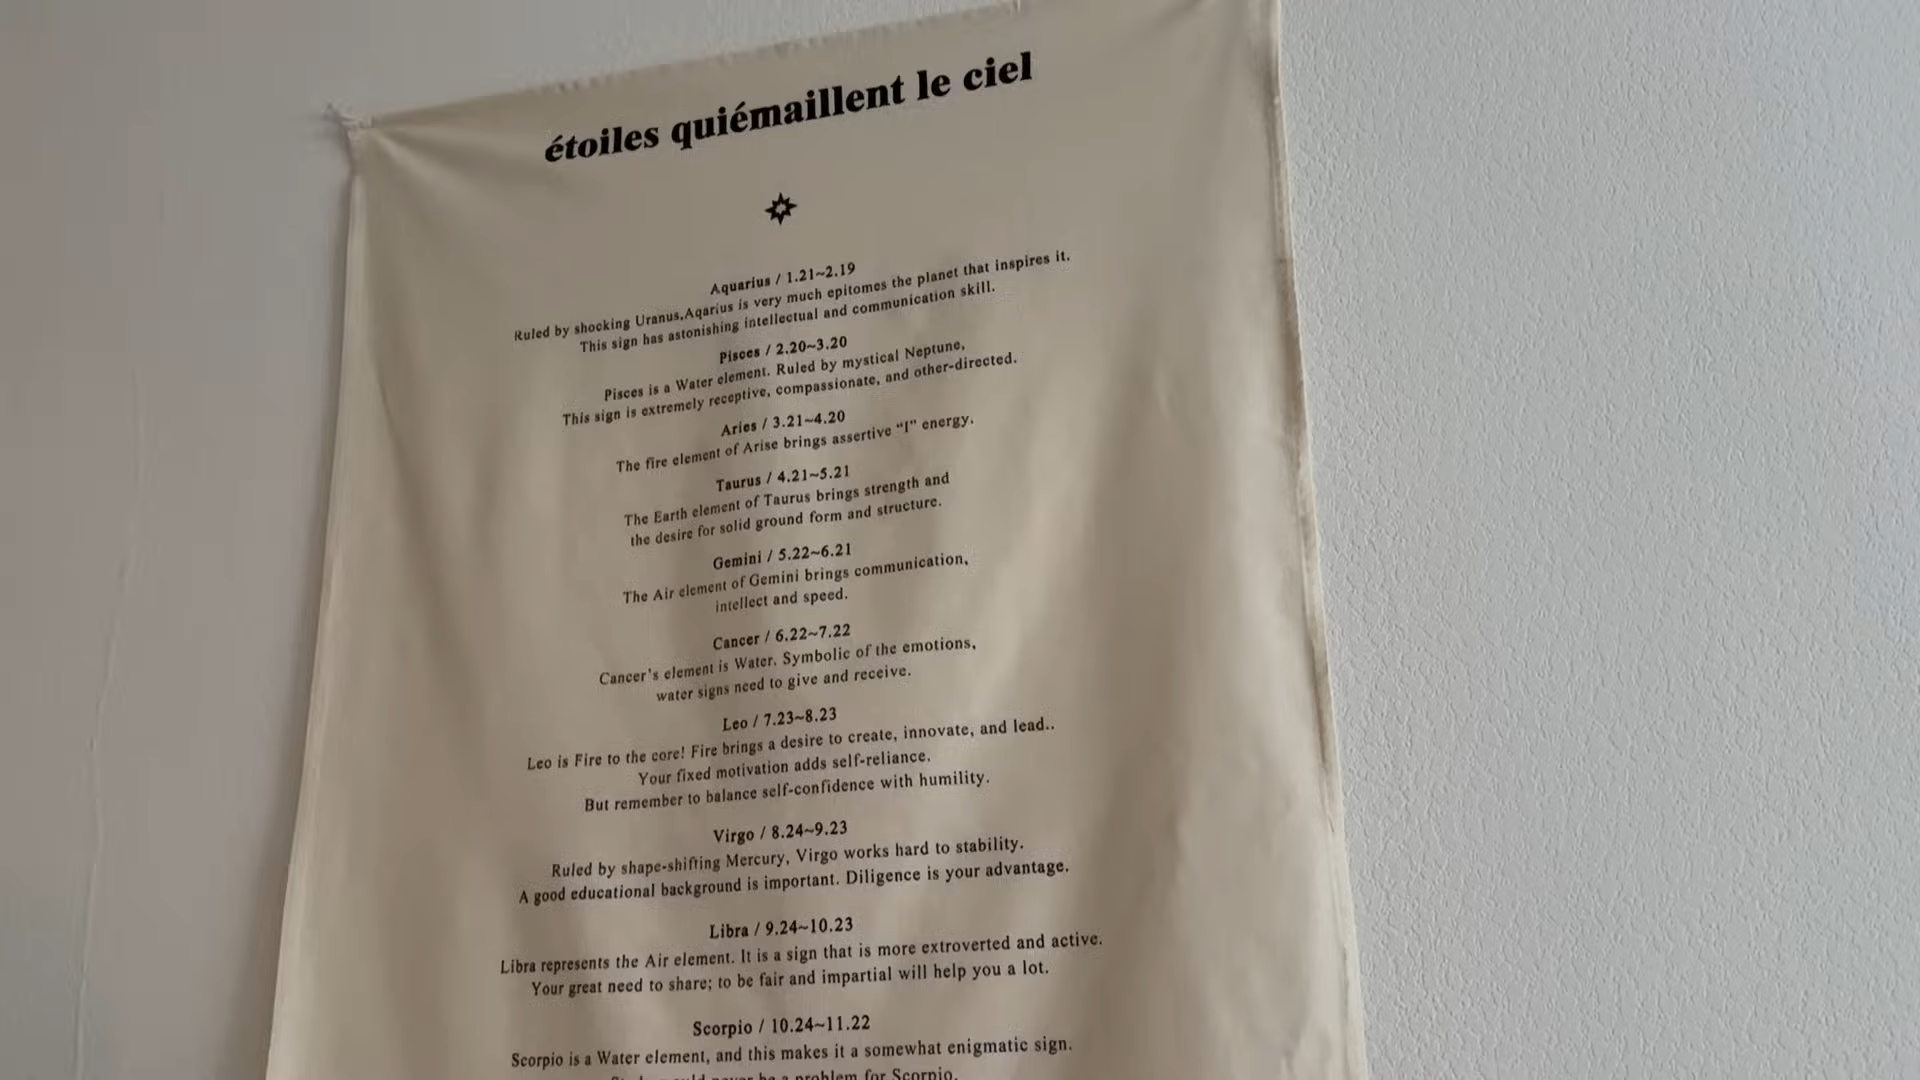 étoiles quiémaillent le ciel
Aquarius / 1.21~2.19
Ruled by shocking Uranus,Aqarius is very much epitomes the planet that inspires it.
This sign has astonishing intellectual and communication skill.
Pisces / 2.20~3.20
Pisces is a Water element. Ruled by mystical Neptune,
This sign is extremely receptive, compassionate, and other-directed.
Aries / 3.21~4.20
The fire element of Arise brings assertive “I” energy.
Taurus / 4.21~5.21
The Earth element of Taurus brings strength and
the desire for solid ground form and structure.
Gemini / 5.22~6.21
The Air element of Gemini brings communication,
intellect and speed.
Cancer / 6.22~7.22
Cancer's element is Water. Symbolic of the emotions,
water signs need to give and receive.
Leo / 7.23~8.23
Leo is Fire to the core! Fire brings a desire to create, innovate, and lead..
Your fixed motivation adds self-reliance.
But remember to balance self-confidence with humility.
Virgo / 8.24~9.23
Ruled by shape-shifting Mercury, Virgo works hard to stability.
A good educational background is important. Diligence is your advantage.
Libra / 9.24~10.23
Libra represents the Air element. It is a sign that is more extroverted and active.
Your great need to share; to be fair and impartial will help you a lot.
Scorpio / 10.24~11.22
Scorpio is a Water element, and this makes it a somewhat enigmatic sign.
never be a problem for Scorpio.